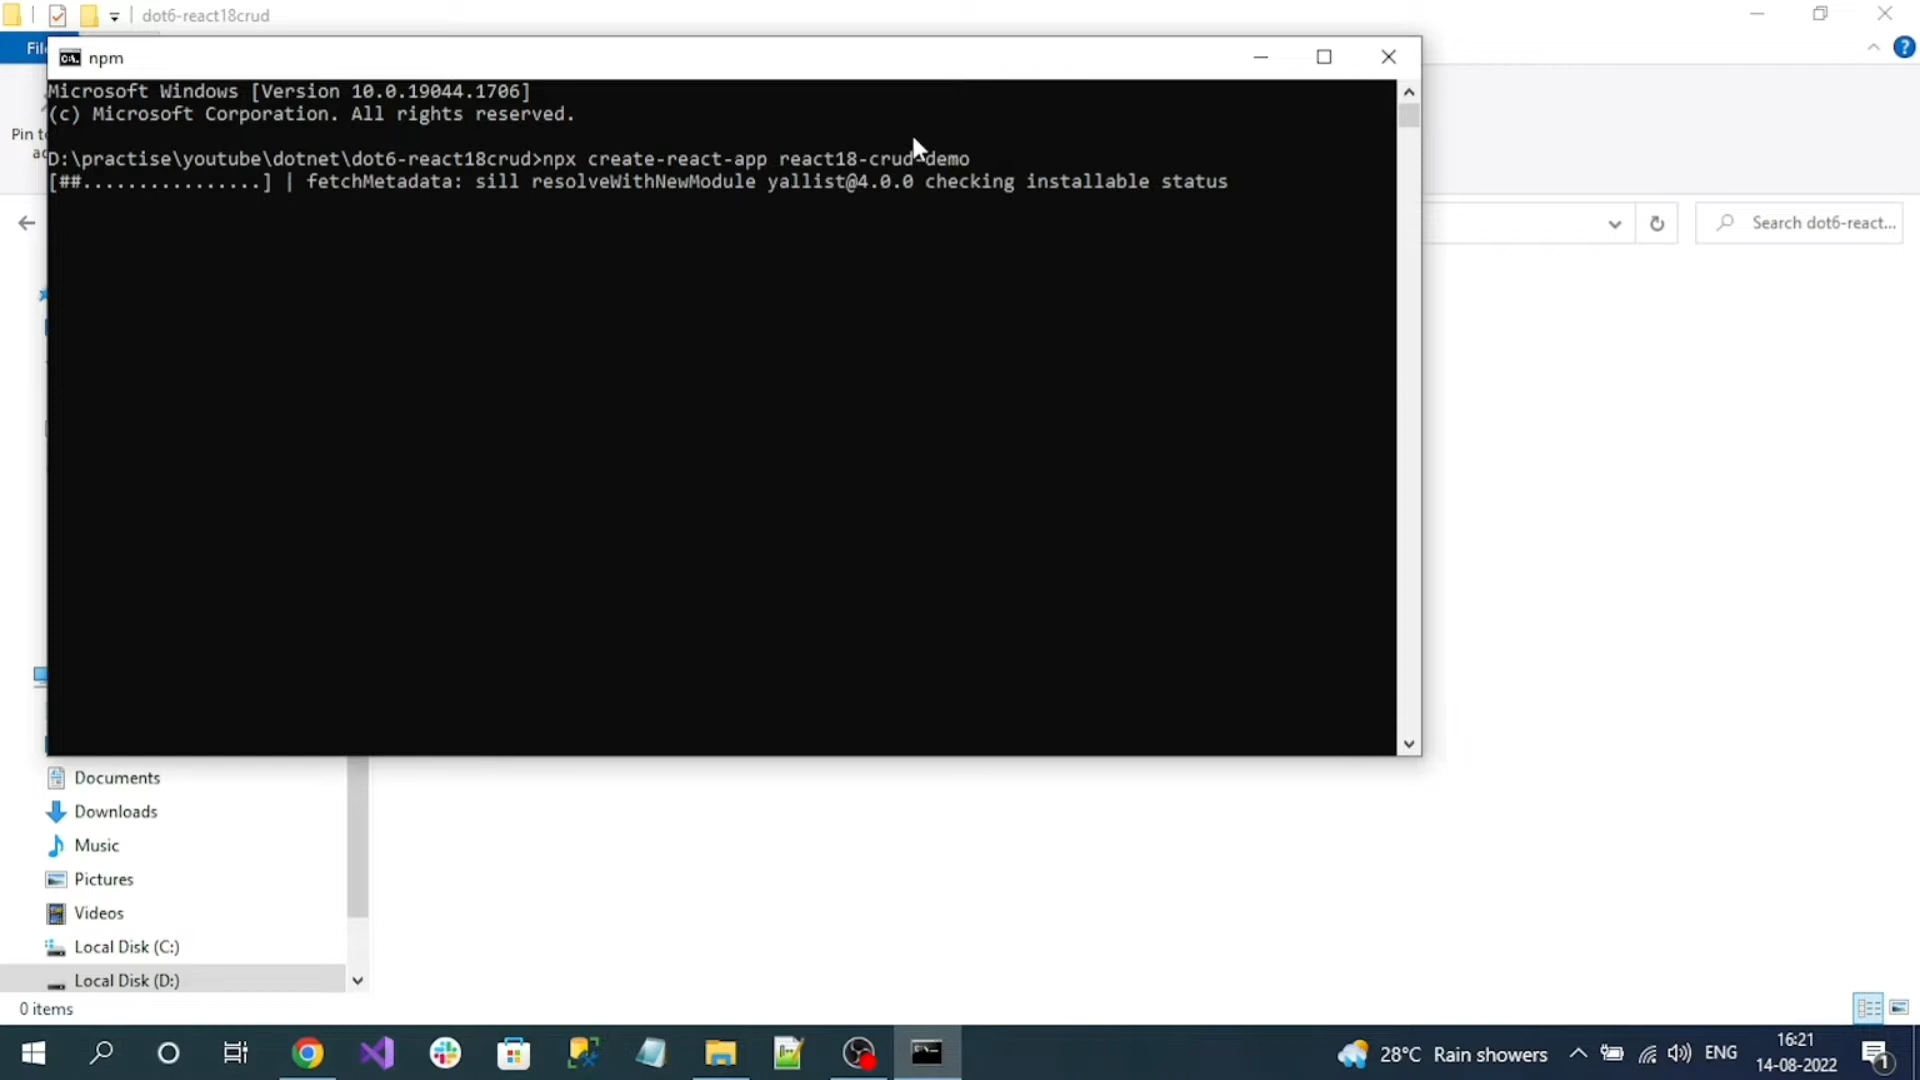 dot6-react18crud
npm
Microsoft Windows [Version 10.0.19044.1706]
(c) Microsoft Corporation. All rights reserved.
D:\practise\youtube\dotnet\dot6-react18crud>npx create-react-app react18-crud-demo
[##................] | fetchMetadata: sill resolveWithNewModule yallist@4.0.0 checking installable status
Search dot6-react...
Documents
Downloads
Music
Pictures
Videos
Local Disk (C:)
Local Disk (D:)
0 items
28°C Rain showers
ENG
16:21
14-08-2022
1